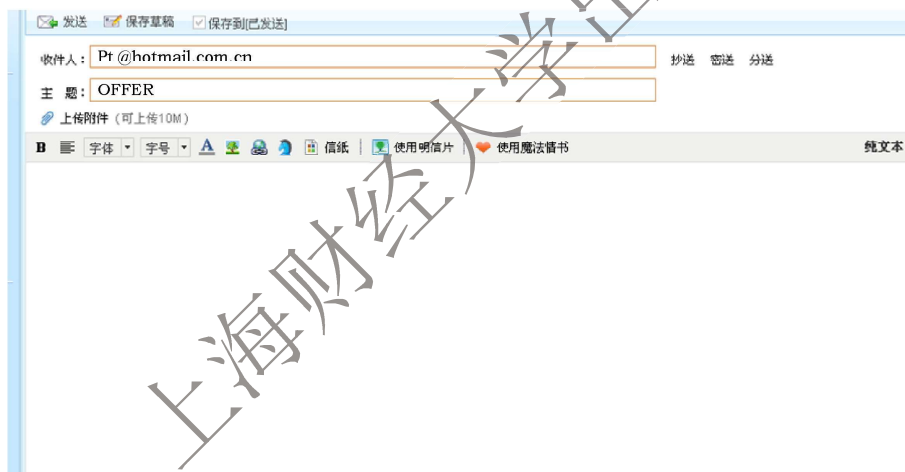 发送 保存草稿 保存到[已发送]
收件人： Pt @hotmail.com.cn 抄送 密送 分送
主 题： OFFER
上传附件 (可上传10M)
B 字体 字号 A 信纸 | 使用明信片 | 使用魔法情书 纯文本
上海财经大学出